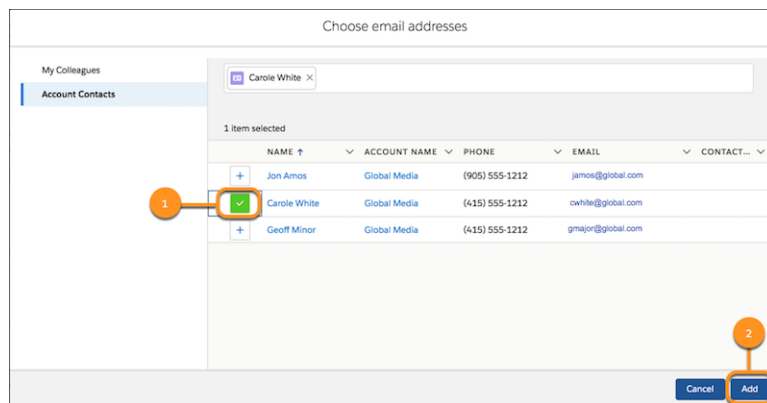 Choose email addresses
My Colleagues
Account Contacts
Carole White
1 item selected
NAME ACCOUNT NAME PHONE EMAIL CONTACT...
Jon Amos Global Media (905) 555-1212 jamos@global.com
1
Carole White Global Media (415) 555-1212 cwhite@global.com
Geoff Minor Global Media (415) 555-1212 gmajor@global.com
2
Cancel Add